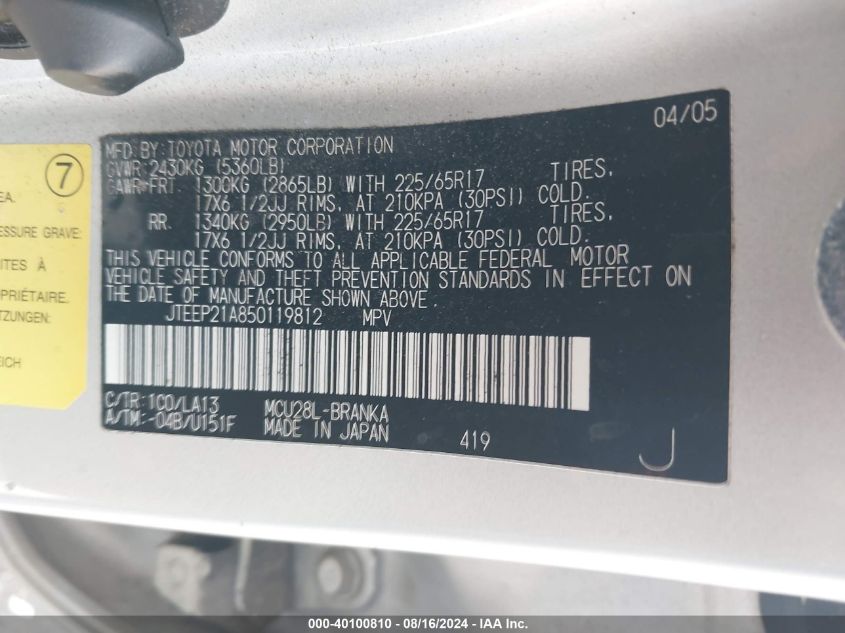 04/05
MFD.BY:TOYOTA MOTOR CORPORATION
GVWR:2430KG (5360LB)
GAWR*FRT 1300KG (2865LB) WITH 225/65R17 TIRES,
17X6 1/2JJ RIMS, AT 210KPA (30PSI) COLD.
RR. 1340KG (2950LB) WITH 225/65R17 TIRES,
17X6 1/2JJ RIMS, AT 210KPA (30PSI) COLD.
THIS VEHICLE CONFORMS TO ALL APPLICABLE FEDERAL MOTOR
VEHICLE SAFETY AND THEFT PREVENTION STANDARDS IN EFFECT ON
THE DATE OF MANUFACTURE SHOWN ABOVE.
JTEEP21A850119812 MPV
C/TR:1C0/LA13 MCU28L-BRANKA
A/TM:-04B/U151F MADE IN JAPAN 419
J
7
EA.
ESSURE GRAVE:
ITES À
PRIÉTAIRE.
TZUNGEN.
EICH
000-40100810 - 08/16/2024 - IAA Inc.